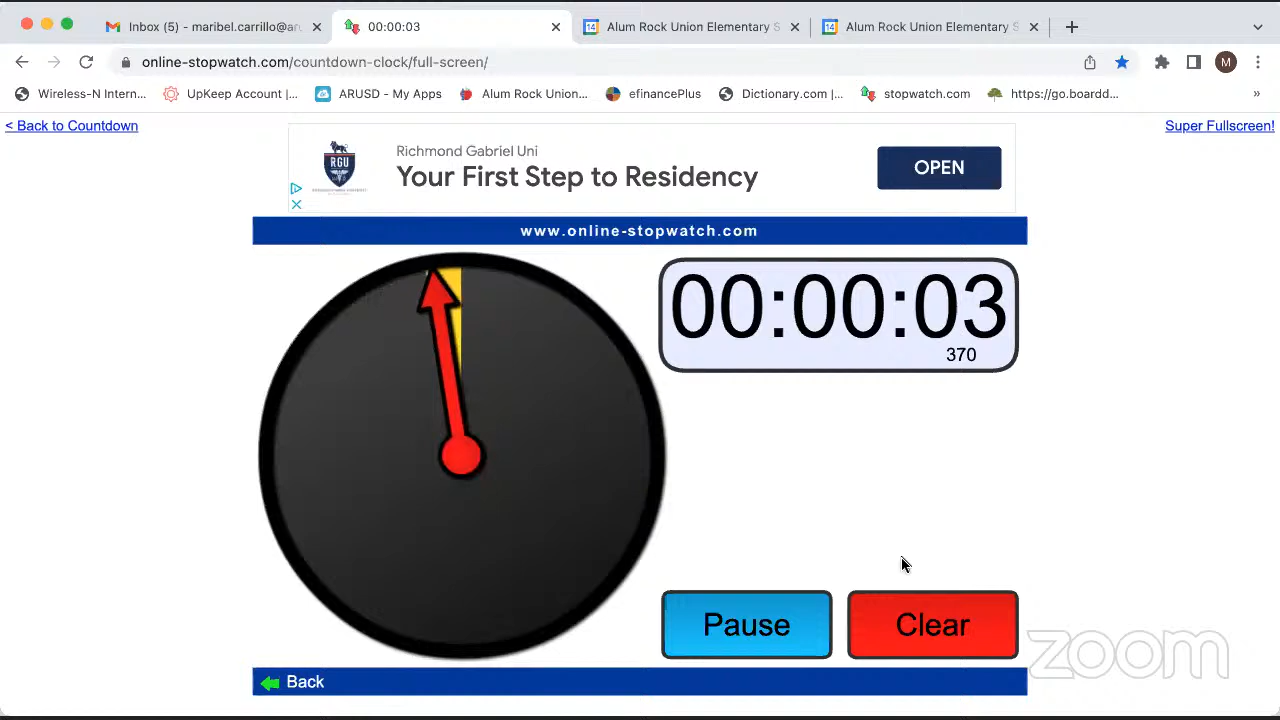 Inbox (5) - maribel.carrillo@aru
00:00:03
Alum Rock Union Elementary S
Alum Rock Union Elementary S
online-stopwatch.com/countdown-clock/full-screen/
M
Wireless-N Intern...
UpKeep Account |...
ARUSD - My Apps
Alum Rock Union...
efinancePlus
Dictionary.com |...
stopwatch.com
https://go.boardd...
»
< Back to Countdown
Super Fullscreen!
RGU
Richmond Gabriel Uni
Your First Step to Residency
OPEN
www.online-stopwatch.com
00:00:03
370
Pause
Clear
zoom
Back